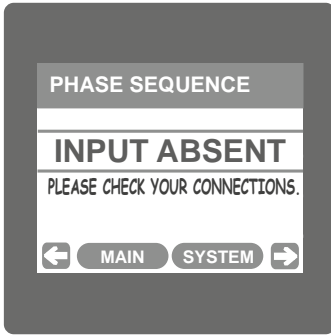 PHASE SEQUENCE
INPUT ABSENT
PLEASE CHECK YOUR CONNECTIONS.
MAIN SYSTEM